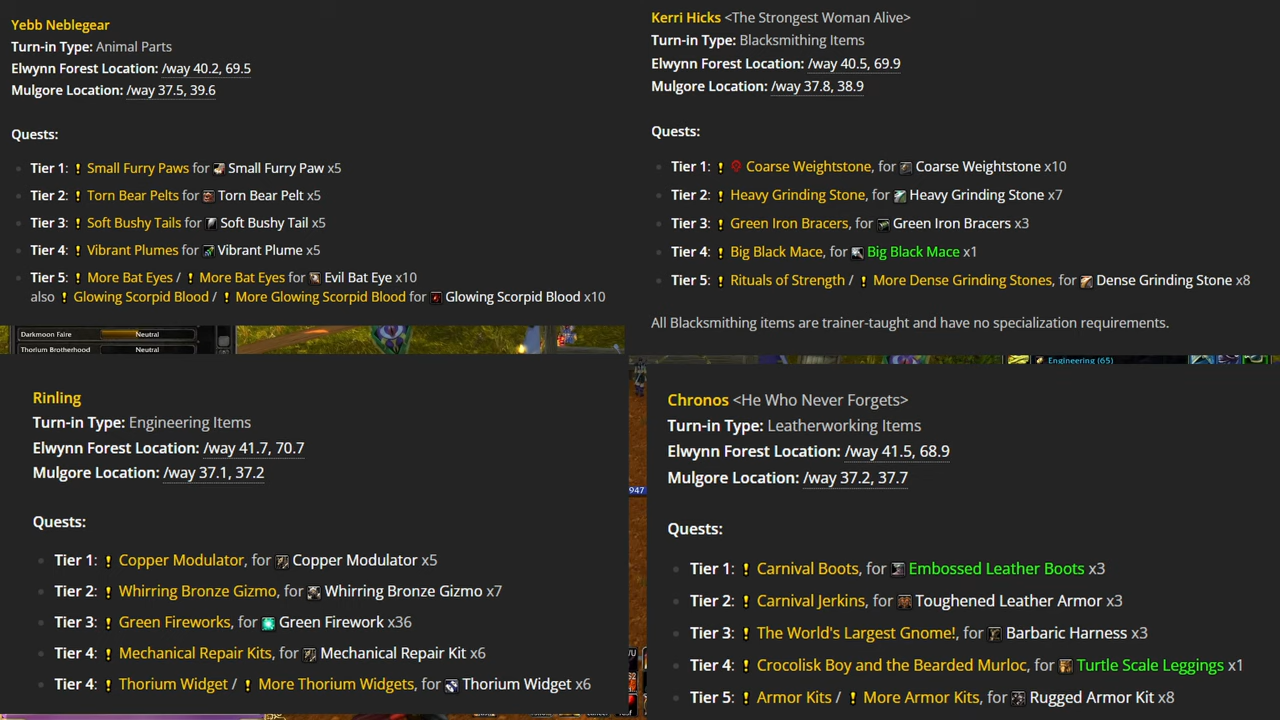 Yebb Neblegear
Turn-in Type: Animal Parts
Elwynn Forest Location: /way 40.2, 69.5
Mulgore Location: /way 37.5, 39.6
Quests:
Tier 1: Small Furry Paws for Small Furry Paw x5
Tier 2: Torn Bear Pelts for Torn Bear Pelt x5
Tier 3: Soft Bushy Tails for Soft Bushy Tail x5
Tier 4: Vibrant Plumes for Vibrant Plume x5
Tier 5: More Bat Eyes / More Bat Eyes for Evil Bat Eye x10
also Glowing Scorpid Blood / More Glowing Scorpid Blood for Glowing Scorpid Blood x10
Darkmoon Faire Neutral
Thorium Brotherhood Neutral
Kerri Hicks <The Strongest Woman Alive>
Turn-in Type: Blacksmithing Items
Elwynn Forest Location: /way 40.5, 69.9
Mulgore Location: /way 37.8, 38.9
Quests:
Tier 1: Coarse Weightstone, for Coarse Weightstone x10
Tier 2: Heavy Grinding Stone, for Heavy Grinding Stone x7
Tier 3: Green Iron Bracers, for Green Iron Bracers x3
Tier 4: Big Black Mace, for Big Black Mace x1
Tier 5: Rituals of Strength / More Dense Grinding Stones, for Dense Grinding Stone x8
All Blacksmithing items are trainer-taught and have no specialization requirements.
Engineering (65)
Rinling
Turn-in Type: Engineering Items
Elwynn Forest Location: /way 41.7, 70.7
Mulgore Location: /way 37.1, 37.2
Quests:
Tier 1: Copper Modulator, for Copper Modulator x5
Tier 2: Whirring Bronze Gizmo, for Whirring Bronze Gizmo x7
Tier 3: Green Fireworks, for Green Firework x36
Tier 4: Mechanical Repair Kits, for Mechanical Repair Kit x6
Tier 4: Thorium Widget / More Thorium Widgets, for Thorium Widget x6
947
Chronos <He Who Never Forgets>
Turn-in Type: Leatherworking Items
Elwynn Forest Location: /way 41.5, 68.9
Mulgore Location: /way 37.2, 37.7
Quests:
Tier 1: Carnival Boots, for Embossed Leather Boots x3
Tier 2: Carnival Jerkins, for Toughened Leather Armor x3
Tier 3: The World's Largest Gnome!, for Barbaric Harness x3
Tier 4: Crocolisk Boy and the Bearded Murloc, for Turtle Scale Leggings x1
Tier 5: Armor Kits / More Armor Kits, for Rugged Armor Kit x8